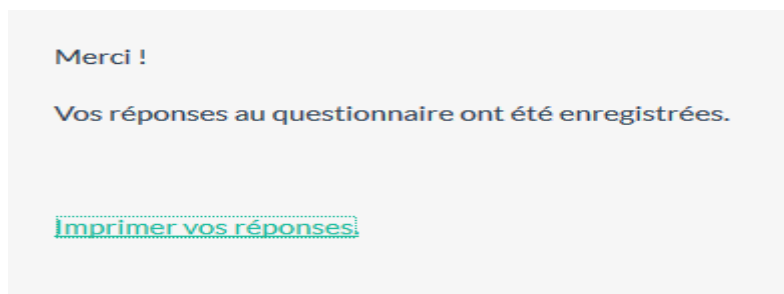 Merci !
Vos réponses au questionnaire ont été enregistrées.
Imprimer vos réponses.